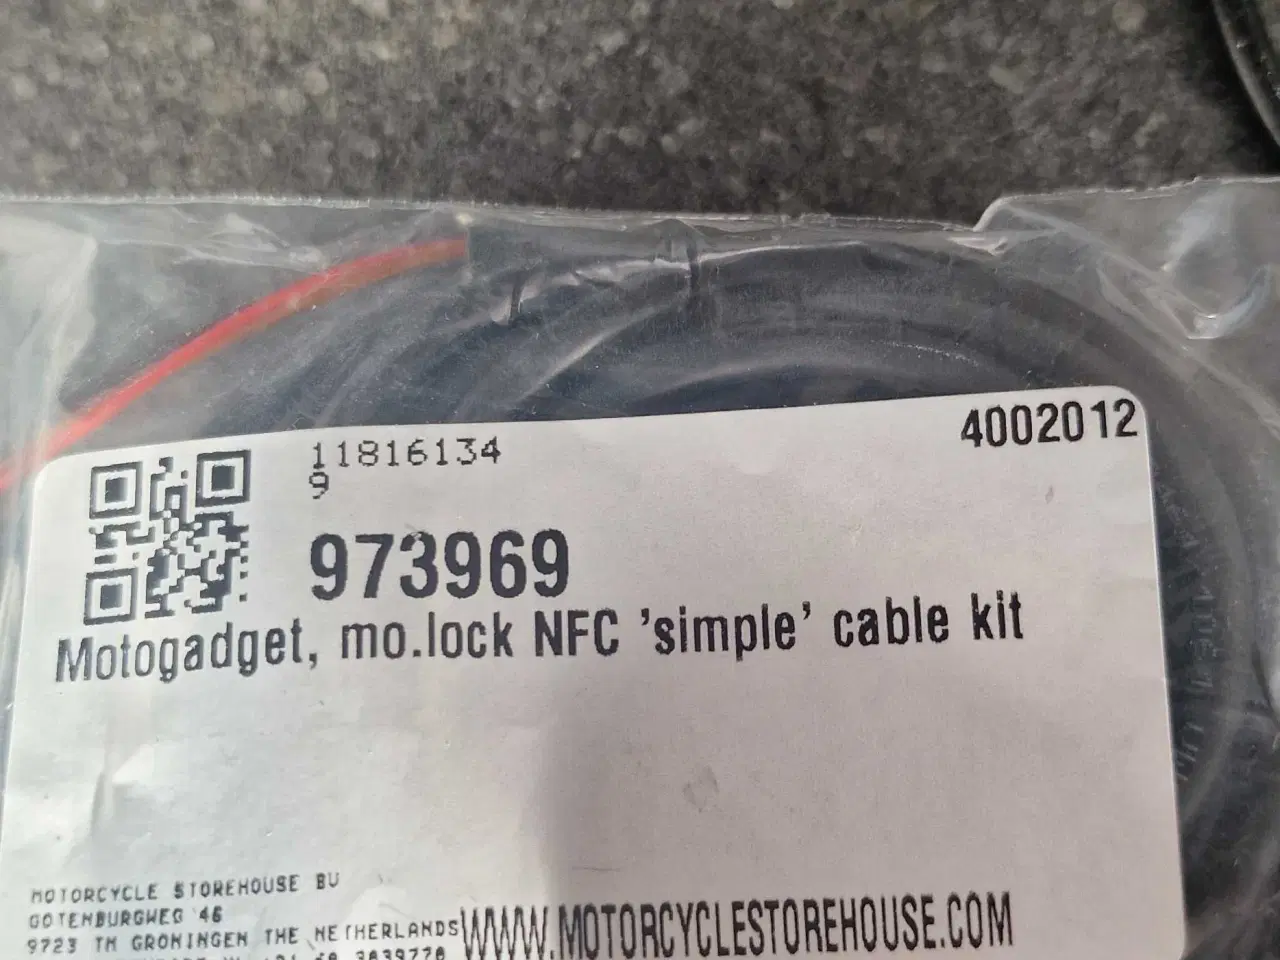 11816134
4002012
9
973969
Motogadget, mo.lock NFC 'simple' cable kit
MOTORCYCLE STOREHOUSE BV
GOTENBURGWEG 46
9723 TM GRONINGEN THE NETHERLANDS
WWW.MOTORCYCLESTOREHOUSE.COM